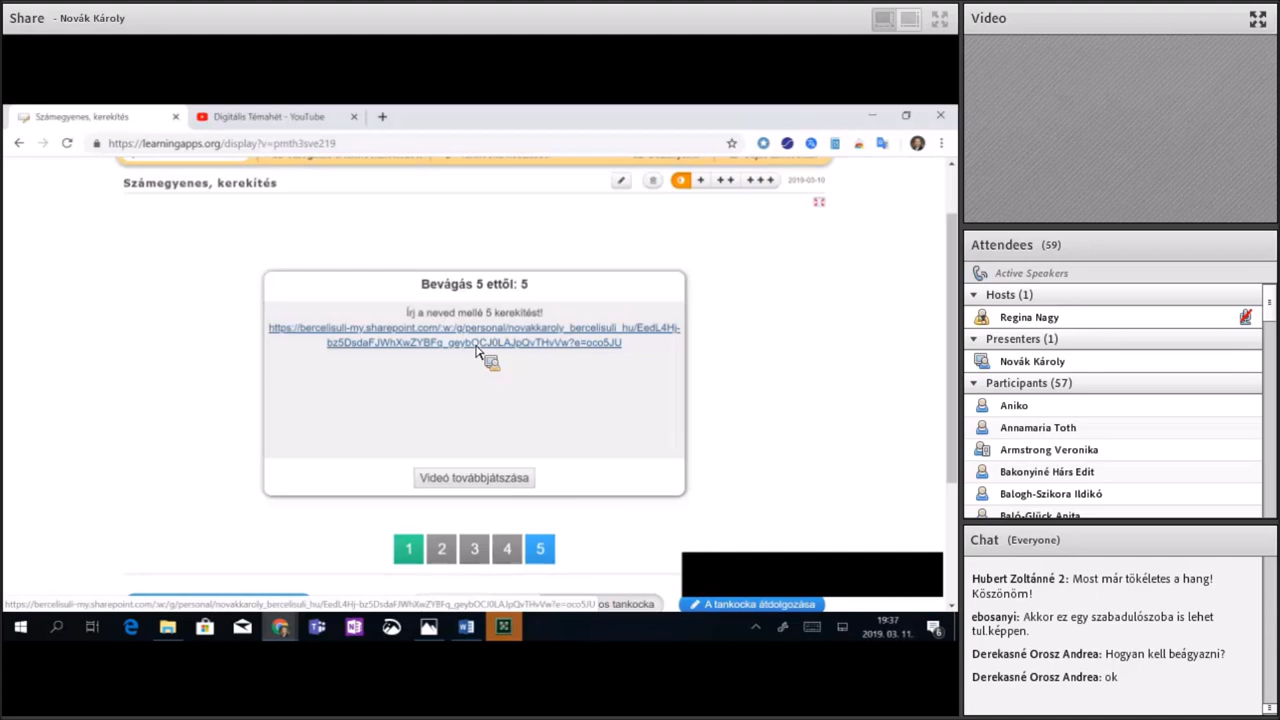 Share - Novák Károly
Számegyenes, kerekítés
Digitális Témahét - YouTube
https://learningapps.org/display?v=pmth3sve219
Számegyenes, kerekítés
2019-03-10
Bevágás 5 ettől: 5
Írj a neved mellé 5 kerekítést!
https://bercelisuli-my.sharepoint.com/:w:/g/personal/novakkaroly_bercelisuli_hu/EedL4Hj-
bz5DsdaFJWhXwZYBFq_geybQCJ0LAJpQvTHvVw?e=oco5JU
Videó továbbjátszása
1 2 3 4 5
https://bercelisuli-my.sharepoint.com/:w:/g/personal/novakkaroly_bercelisuli_hu/EedL4Hj-bz5DsdaFJWhXwZYBFq_geybQCJ0LAJpQvTHvVw?e=oco5JU
os tankocka
A tankocka átdolgozása
19:37
2019. 03. 11.
6
Video
Attendees (59)
Active Speakers
Hosts (1)
Regina Nagy
Presenters (1)
Novák Károly
Participants (57)
Aniko
Annamaria Toth
Armstrong Veronika
Bakonyiné Hárs Edit
Balogh-Szikora Ildikó
Baló-Glück Anita
Chat (Everyone)
Hubert Zoltánné 2: Most már tökéletes a hang!
Köszönöm!
ebosanyi: Akkor ez egy szabadulószoba is lehet
tul.képpen.
Derekasné Orosz Andrea: Hogyan kell beágyazni?
Derekasné Orosz Andrea: ok